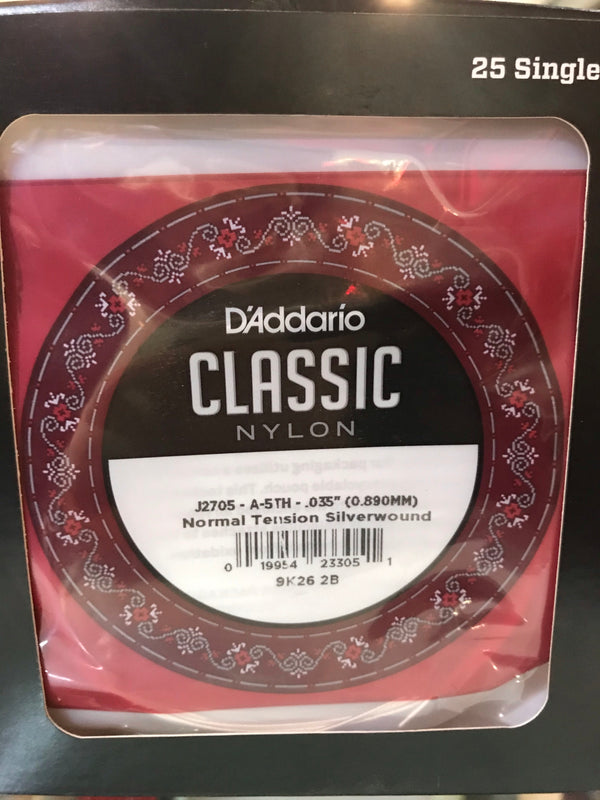 25 Single
D'Addario
CLASSIC
NYLON
J2705 - A-5TH - .035" (0.890MM)
Normal Tension Silverwound
0 19954 23305 1
9K26 2B